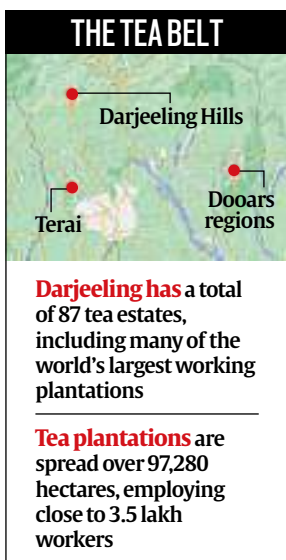 THE TEA BELT
Darjeeling Hills
Terai
Dooars
regions
Darjeeling has a total
of 87 tea estates,
including many of the
world's largest working
plantations
Tea plantations are
spread over 97,280
hectares, employing
close to 3.5 lakh
workers